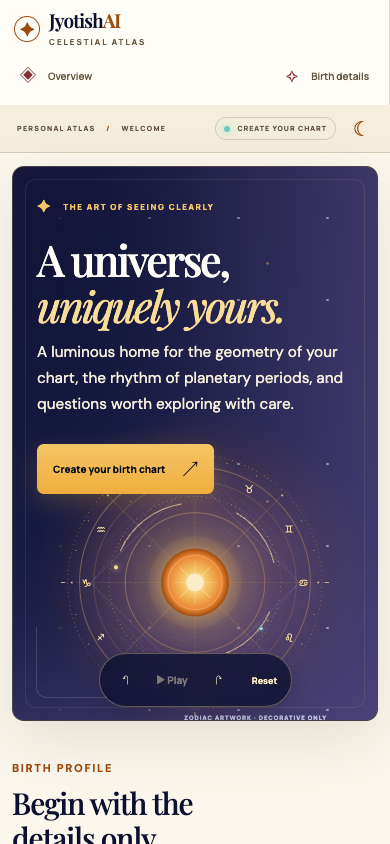 JyotishAI
CELESTIAL ATLAS
Overview
Birth details
PERSONAL ATLAS / WELCOME
CREATE YOUR CHART
THE ART OF SEEING CLEARLY
A universe,
uniquely yours.
A luminous home for the geometry of your
chart, the rhythm of planetary periods, and
questions worth exploring with care.
Create your birth chart
♉
♒ ♊
♑ ♋
♐ ♌
Play Reset
ZODIAC ARTWORK · DECORATIVE ONLY
BIRTH PROFILE
Begin with the
details only